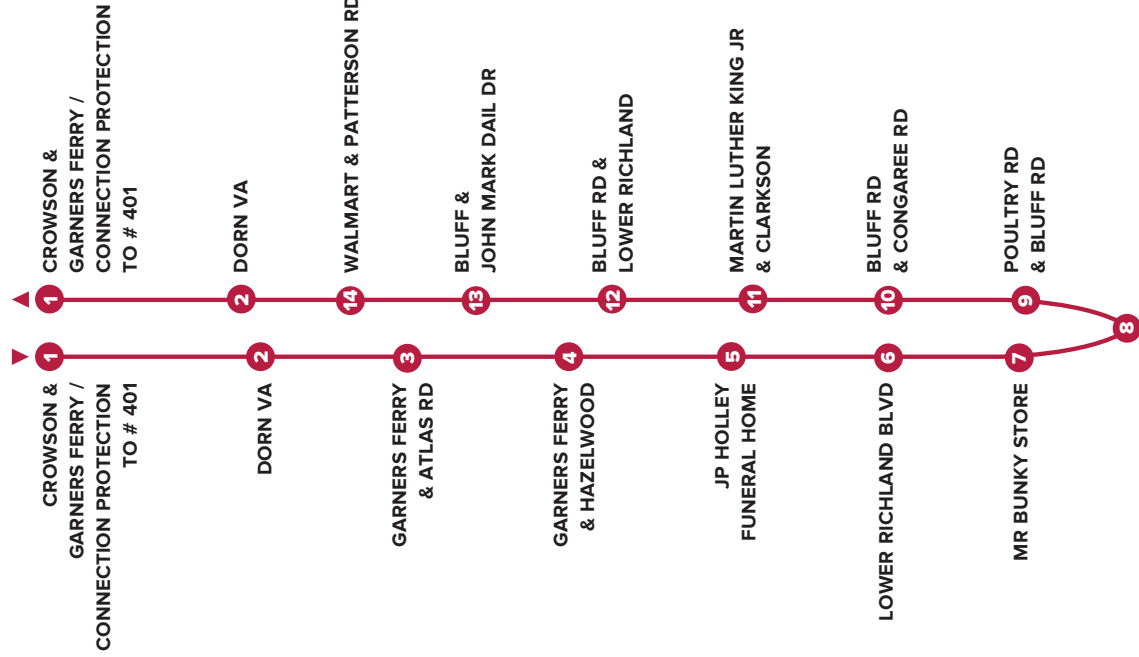 1
CROWSON &
GARNERS FERRY /
CONNECTION PROTECTION
TO # 401
2
DORN VA
14
WALMART & PATTERSON RD
13
BLUFF &
JOHN MARK DAIL DR
12
BLUFF RD &
LOWER RICHLAND
11
MARTIN LUTHER KING JR
& CLARKSON
10
BLUFF RD
& CONGAREE RD
9
POULTRY RD
& BLUFF RD
8
1
CROWSON &
GARNERS FERRY /
CONNECTION PROTECTION
TO # 401
2
DORN VA
3
GARNERS FERRY
& ATLAS RD
4
GARNERS FERRY
& HAZELWOOD
5
JP HOLLEY
FUNERAL HOME
6
LOWER RICHLAND BLVD
7
MR BUNKY STORE